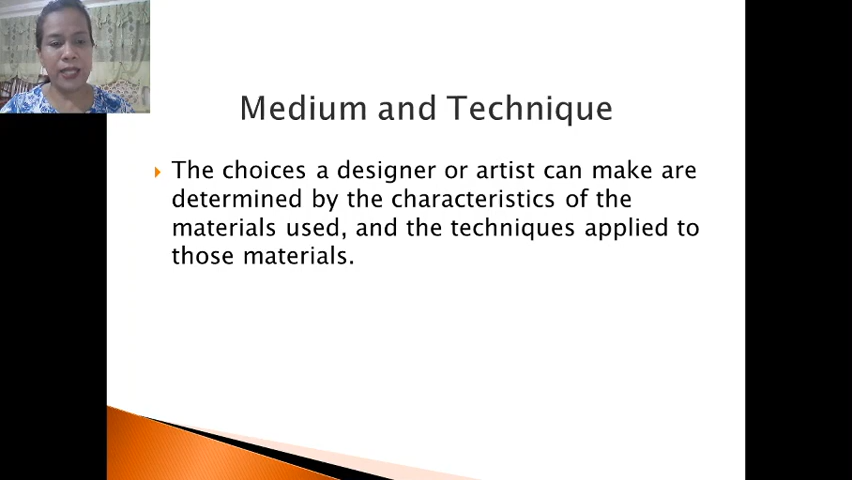 Medium and Technique
The choices a designer or artist can make are
determined by the characteristics of the
materials used, and the techniques applied to
those materials.